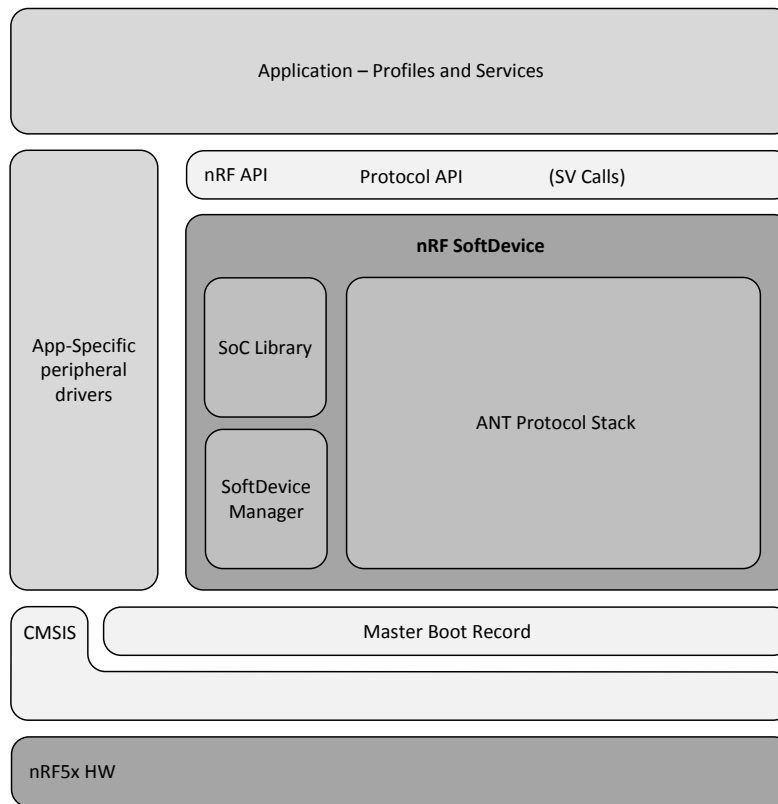 Application – Profiles and Services
nRF API Protocol API (SV Calls)
nRF SoftDevice
App-Specific
peripheral
drivers
SoC Library
ANT Protocol Stack
SoftDevice
Manager
CMSIS
Master Boot Record
nRF5x HW